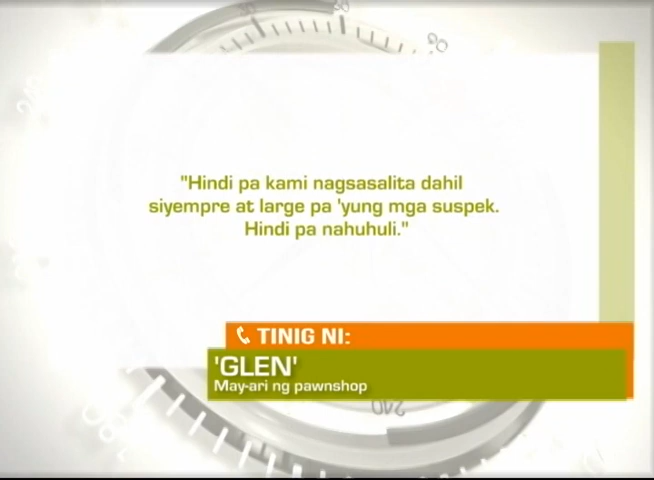 "Hindi pa kami nagsasalita dahil
siyempre at large pa 'yung mga suspek.
Hindi pa nahuhuli."
TINIG NI:
'GLEN'
May-ari ng pawnshop